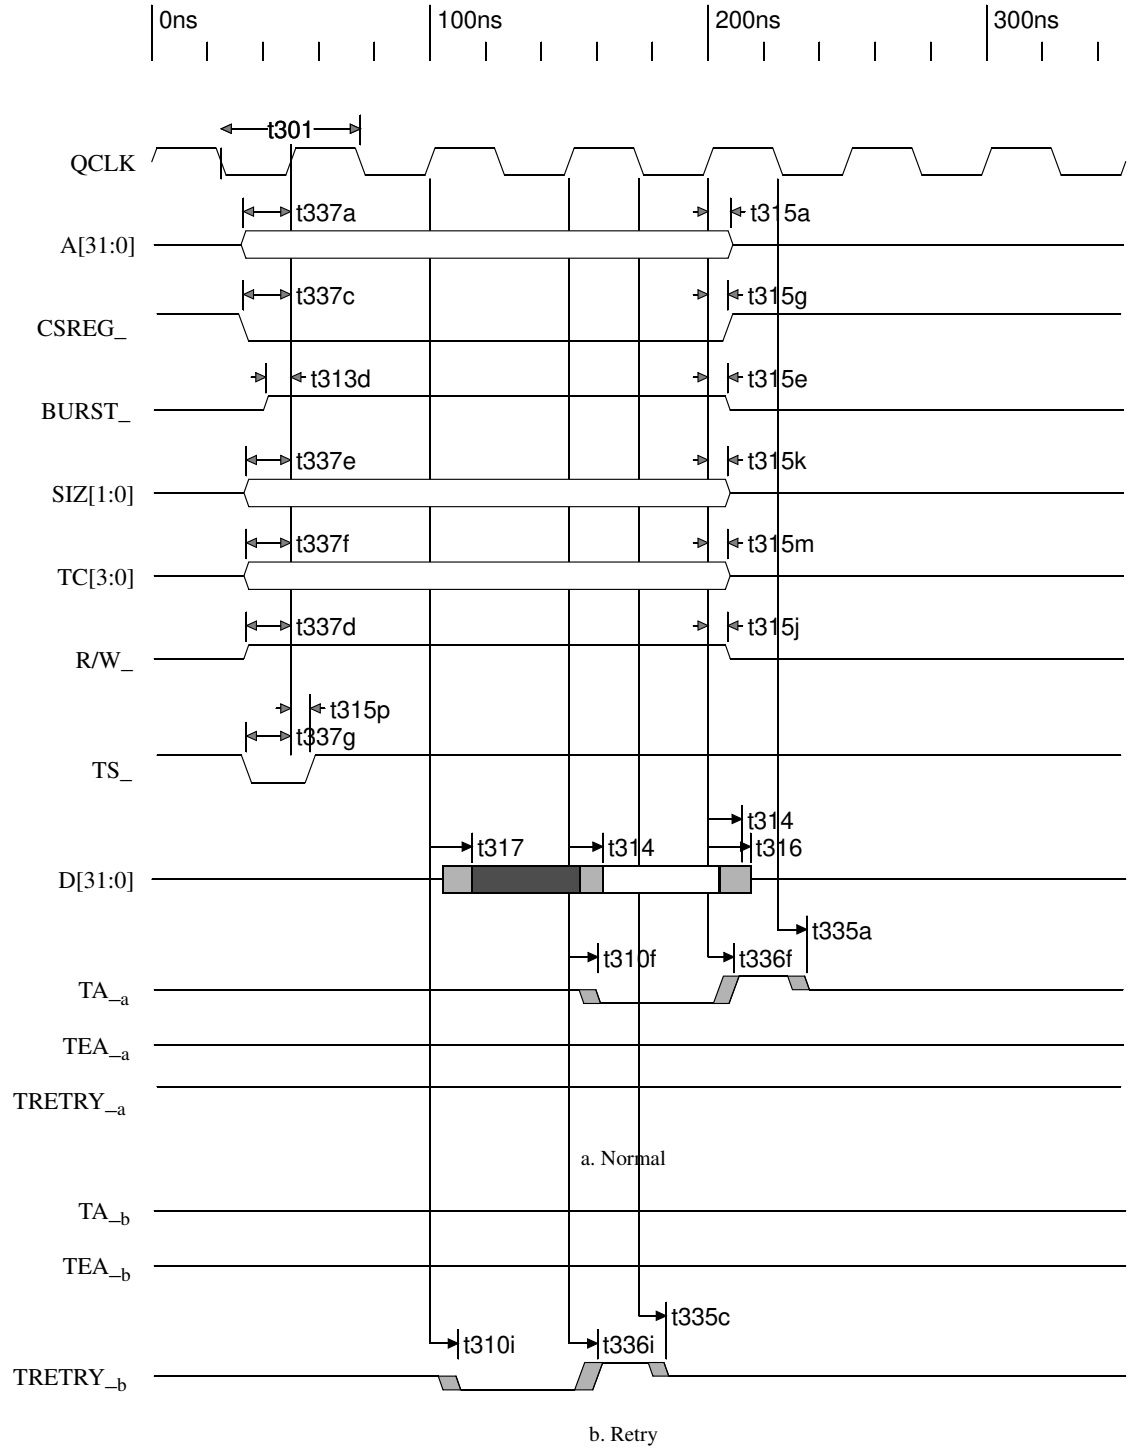 0ns 100ns 200ns 300ns
t301
QCLK
t337a t315a
A[31:0]
t337c t315g
CSREG_
t313d t315e
BURST_
t337e t315k
SIZ[1:0]
t337f t315m
TC[3:0]
t337d t315j
R/W_
t315p
t337g
TS_
t314
t317 t314 t316
D[31:0]
t335a
t310f t336f
TA_a
TEA_a
TRETRY_a
a. Normal
TA_b
TEA_b
t335c
t310i t336i
TRETRY_b
b. Retry